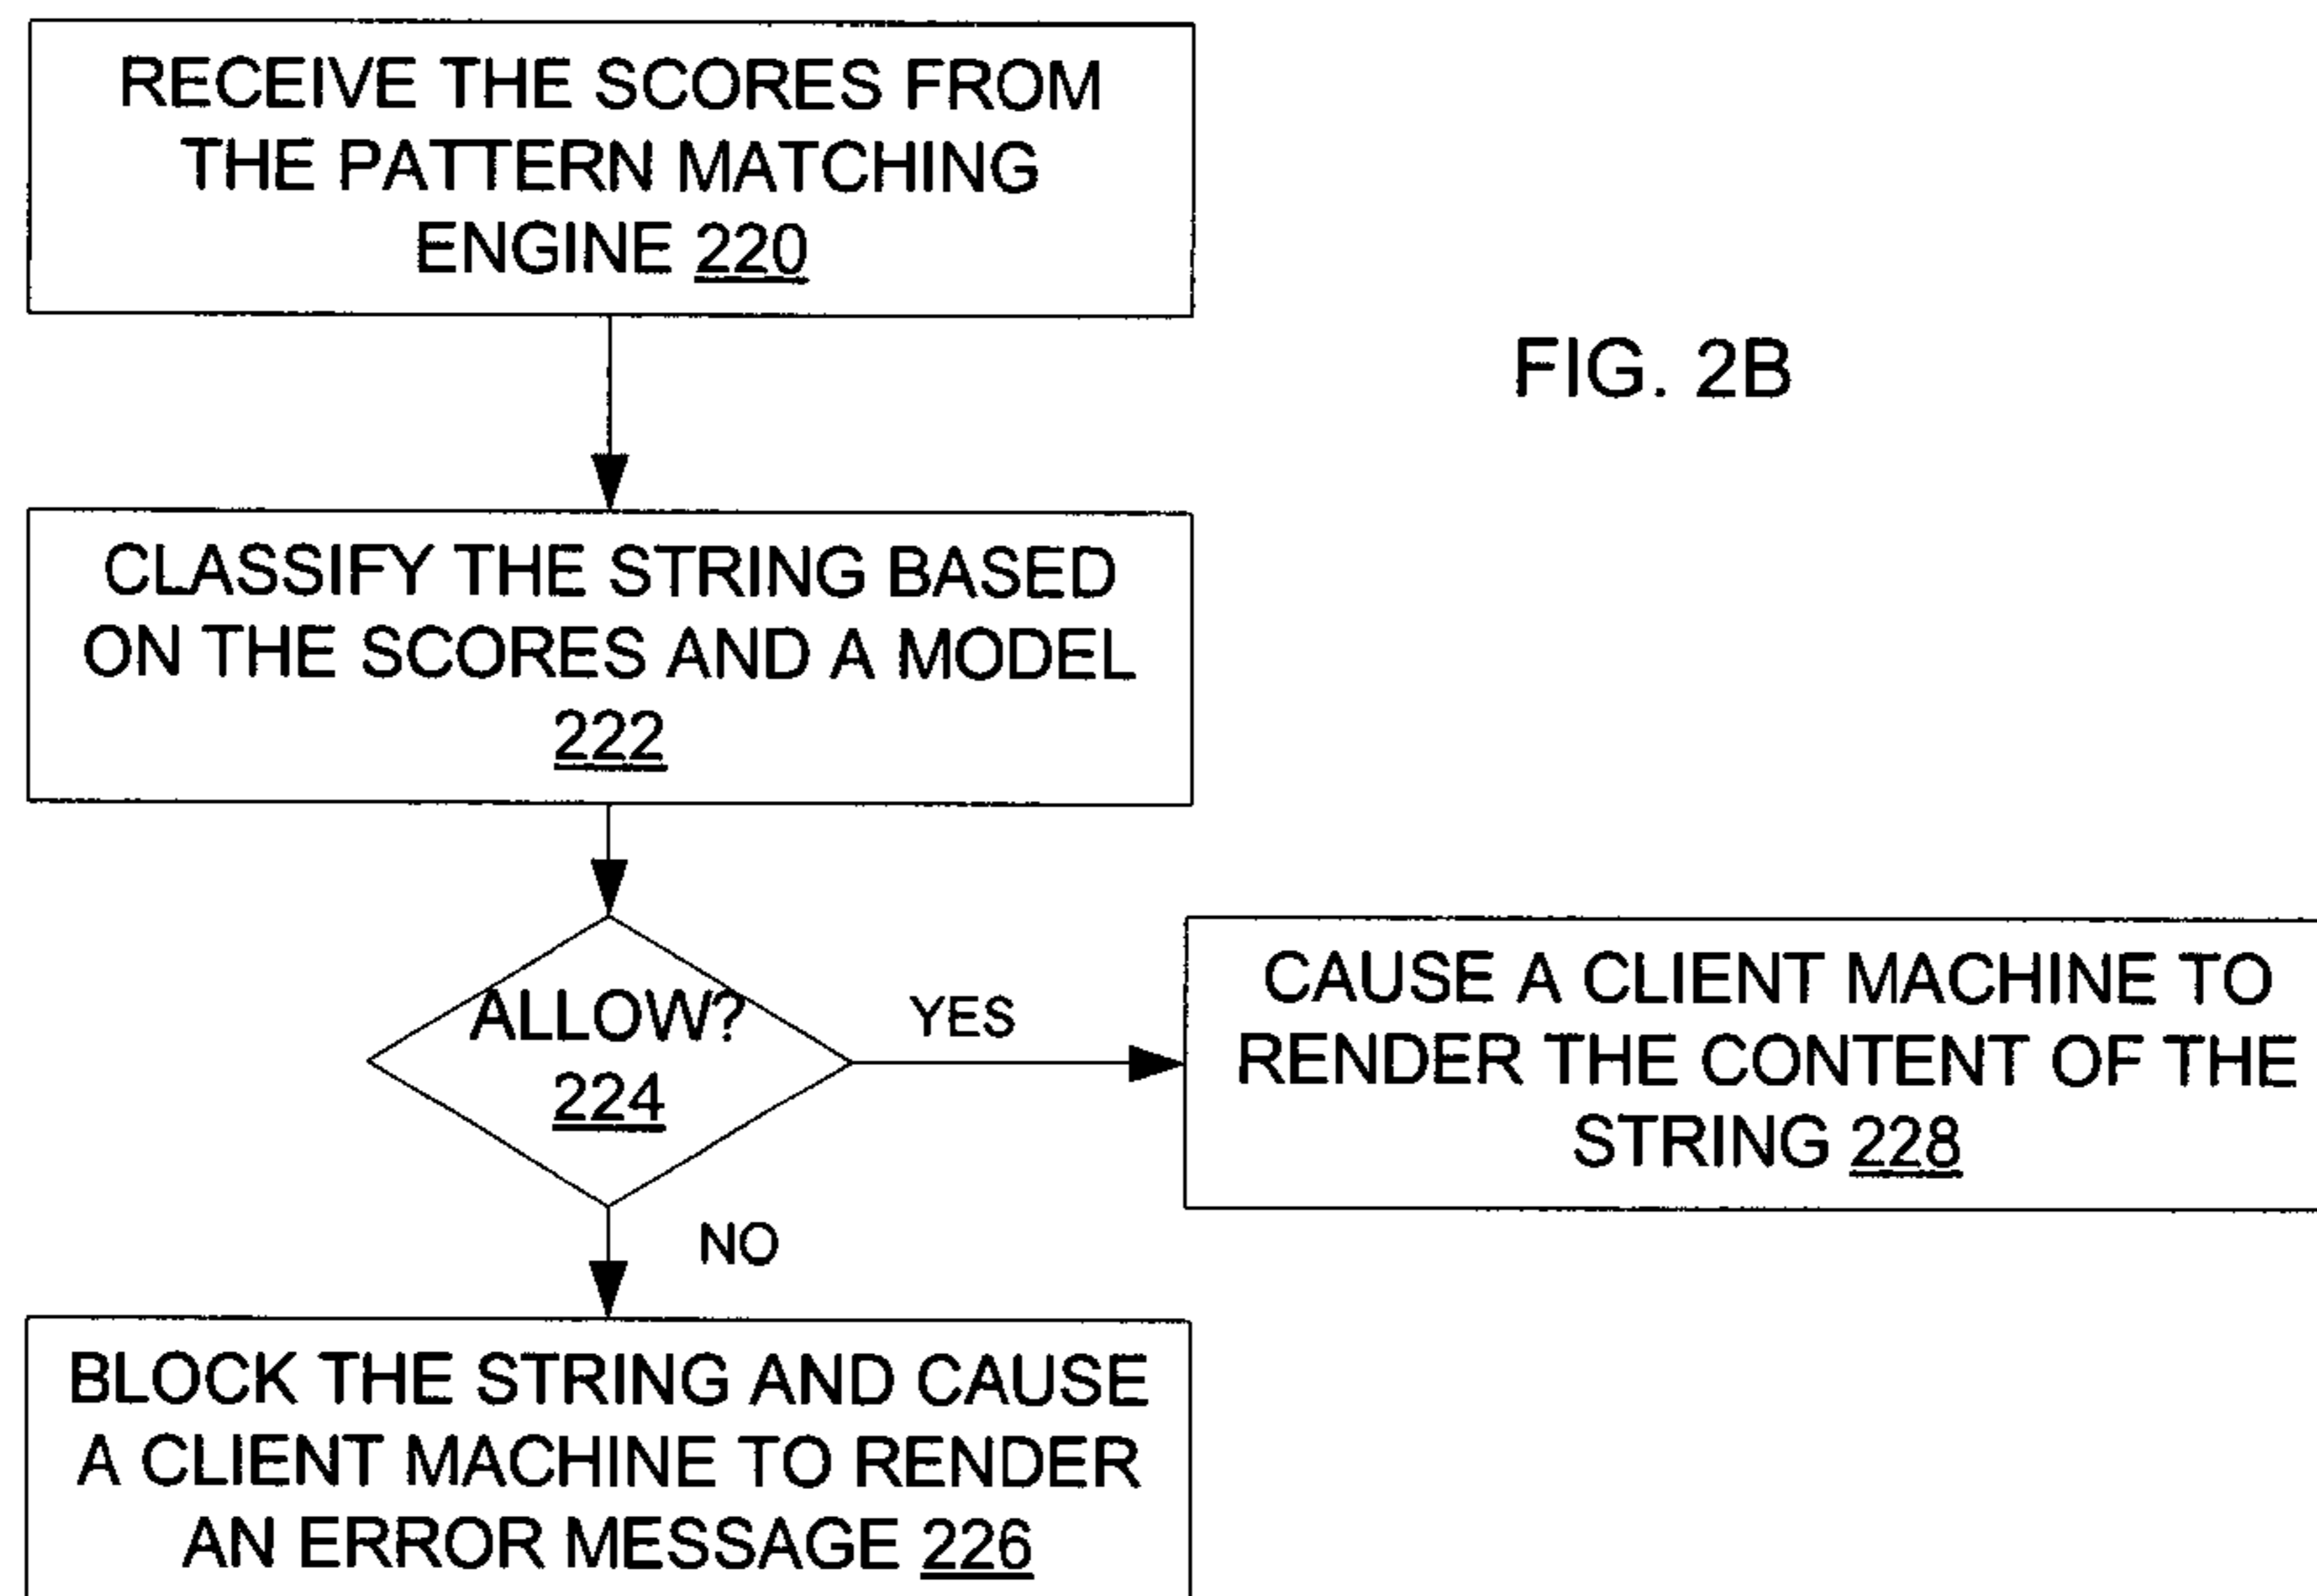 RECEIVE THE SCORES FROM
THE PATTERN MATCHING
ENGINE 220
FIG. 2B
CLASSIFY THE STRING BASED
ON THE SCORES AND A MODEL
222
ALLOW?
224
YES
CAUSE A CLIENT MACHINE TO
RENDER THE CONTENT OF THE
STRING 228
NO
BLOCK THE STRING AND CAUSE
A CLIENT MACHINE TO RENDER
AN ERROR MESSAGE 226